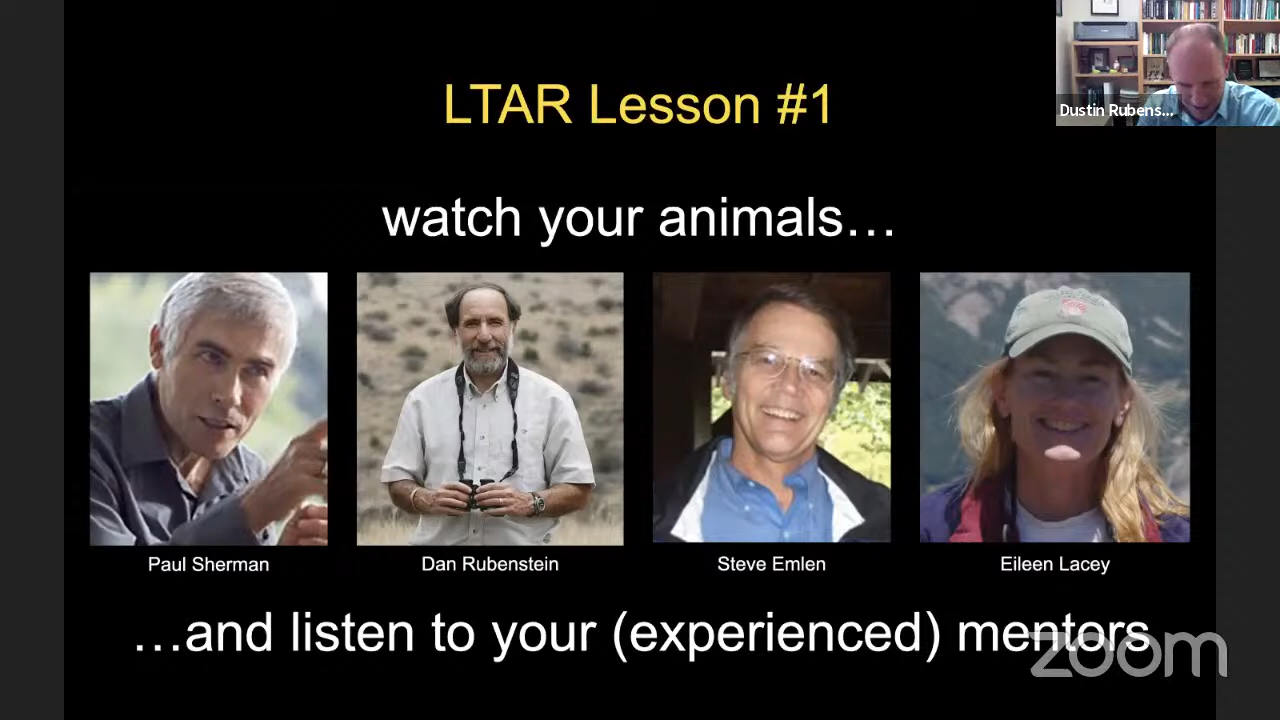 LTAR Lesson #1
Dustin Rubens...
watch your animals…
Paul Sherman
Dan Rubenstein
Steve Emlen
Eileen Lacey
…and listen to your (experienced) mentors
zoom